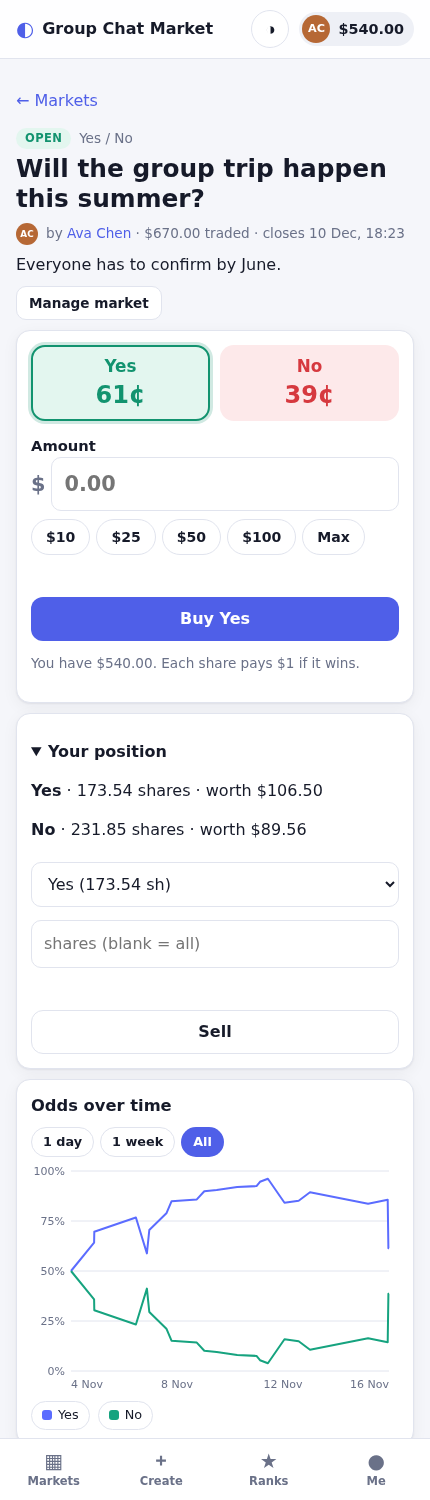 Group Chat Market
AC $540.00
← Markets
OPEN Yes / No
Will the group trip happen
this summer?
AC by Ava Chen · $670.00 traded · closes 10 Dec, 18:23
Everyone has to confirm by June.
Manage market
Yes No
61¢ 39¢
Amount
$ 0.00
$10 $25 $50 $100 Max
Buy Yes
You have $540.00. Each share pays $1 if it wins.
▼ Your position
Yes · 173.54 shares · worth $106.50
No · 231.85 shares · worth $89.56
Yes (173.54 sh)
shares (blank = all)
Sell
Odds over time
1 day 1 week All
100%
75%
50%
25%
0%
4 Nov 8 Nov 12 Nov 16 Nov
Yes No
Markets Create Ranks Me